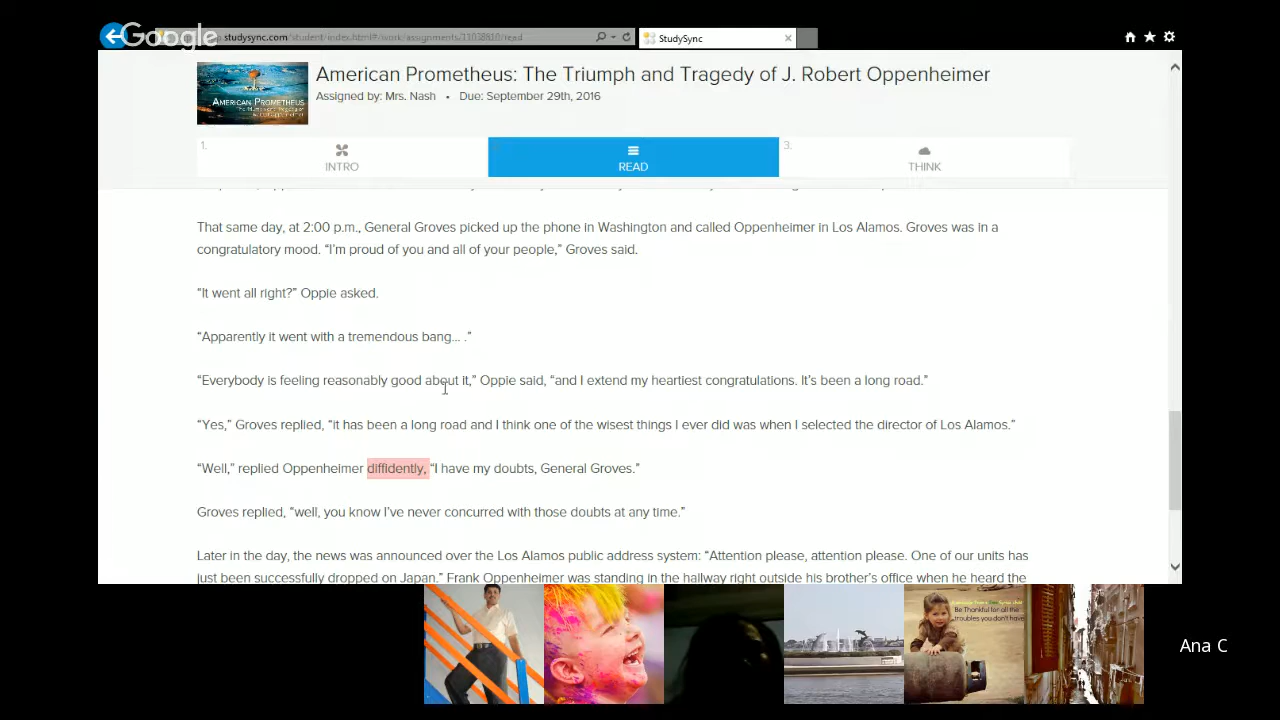 Google
studysync.com/student/index.html#/work/assignments/11038810/read
StudySync
American Prometheus: The Triumph and Tragedy of J. Robert Oppenheimer
AMERICAN PROMETHEUS
Assigned by: Mrs. Nash • Due: September 29th, 2016
1.
INTRO
READ
3.
THINK
That same day, at 2:00 p.m., General Groves picked up the phone in Washington and called Oppenheimer in Los Alamos. Groves was in a
congratulatory mood. “I’m proud of you and all of your people,” Groves said.
“It went all right?” Oppie asked.
“Apparently it went with a tremendous bang… .”
“Everybody is feeling reasonably good about it,” Oppie said, “and I extend my heartiest congratulations. It’s been a long road.”
“Yes,” Groves replied, “it has been a long road and I think one of the wisest things I ever did was when I selected the director of Los Alamos.”
“Well,” replied Oppenheimer diffidently, “I have my doubts, General Groves.”
Groves replied, “well, you know I’ve never concurred with those doubts at any time.”
Later in the day, the news was announced over the Los Alamos public address system: “Attention please, attention please. One of our units has
just been successfully dropped on Japan.” Frank Oppenheimer was standing in the hallway right outside his brother’s office when he heard the
Be Thankful for all the
troubles you don't have
Ana C